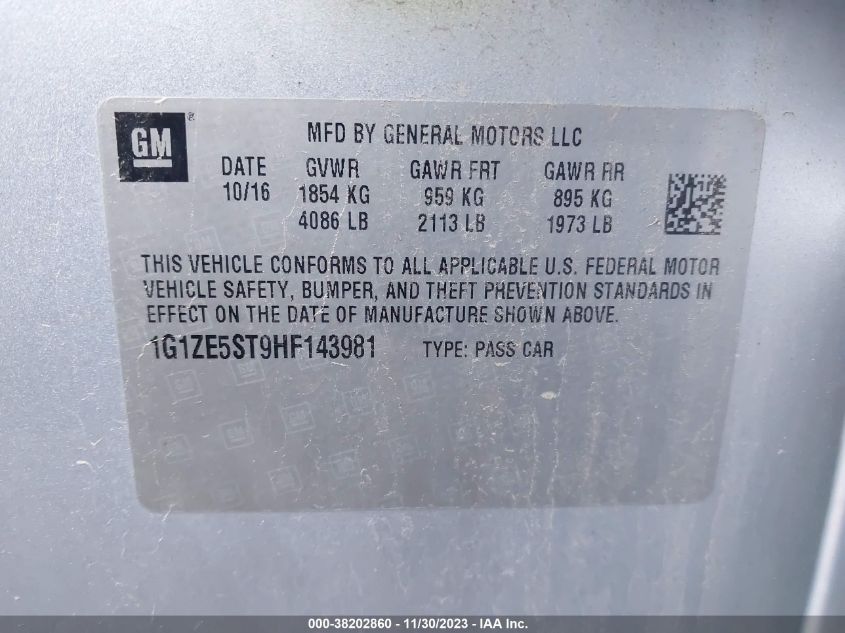 GM ®
MFD BY GENERAL MOTORS LLC
DATE GVWR GAWR FRT GAWR RR
10/16 1854 KG 959 KG 895 KG
4086 LB 2113 LB 1973 LB
THIS VEHICLE CONFORMS TO ALL APPLICABLE U.S. FEDERAL MOTOR
VEHICLE SAFETY, BUMPER, AND THEFT PREVENTION STANDARDS IN
EFFECT ON THE DATE OF MANUFACTURE SHOWN ABOVE.
1G1ZE5ST9HF143981 TYPE: PASS CAR
000-38202860 - 11/30/2023 - IAA Inc.